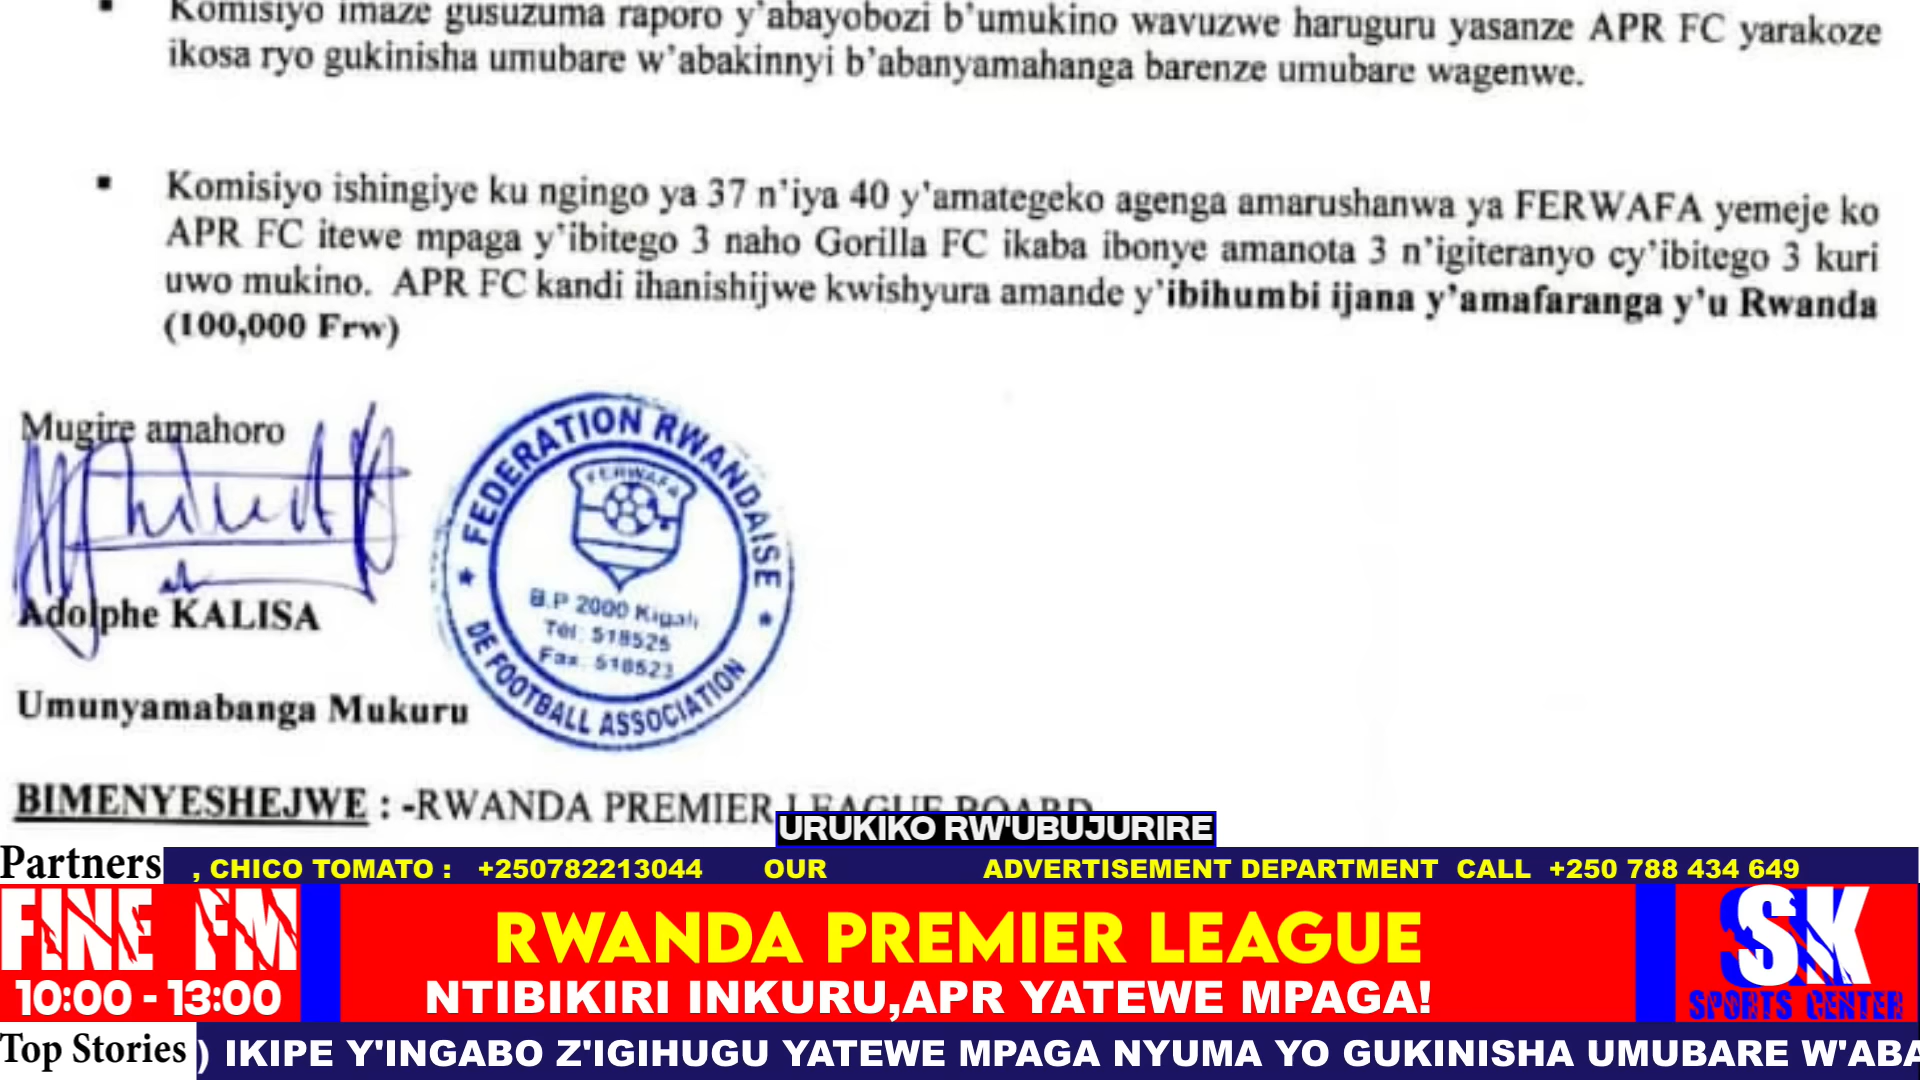 Komisiyo imaze gusuzuma raporo y'abayobozi b'umukino wavuzwe haruguru yasanze APR FC yarakoze
ikosa ryo gukinisha umubare w'abakinnyi b'abanyamahanga barenze umubare wagenwe.
Komisiyo ishingiye ku ngingo ya 37 n'iya 40 y'amategeko agenga amarushanwa ya FERWAFA yemeje ko
APR FC itewe mpaga y'ibitego 3 naho Gorilla FC ikaba ibonye amanota 3 n'igiteranyo cy'ibitego 3 kuri
uwo mukino. APR FC kandi ihanishijwe kwishyura amande y'ibihumbi ijana y'amafaranga y'u Rwanda
(100,000 Frw)
Mugire amahoro
FEDERATION RWANDAISE
FERWAFA
B.P 2000 Kigali
Tél: 518525
Fax: 518523
DE FOOTBALL ASSOCIATION
Adolphe KALISA
Umunyamabanga Mukuru
BIMENYESHEJWE : -RWANDA PREMIER LEAGUE BOARD
URUKIKO RW'UBUJURIRE
Partners , CHICO TOMATO : +250782213044 OUR ADVERTISEMENT DEPARTMENT CALL +250 788 434 649
FINE FM
10:00 - 13:00
RWANDA PREMIER LEAGUE
NTIBIKIRI INKURU,APR YATEWE MPAGA!
SK
SPORTS CENTER
Top Stories ) IKIPE Y'INGABO Z'IGIHUGU YATEWE MPAGA NYUMA YO GUKINISHA UMUBARE W'ABA